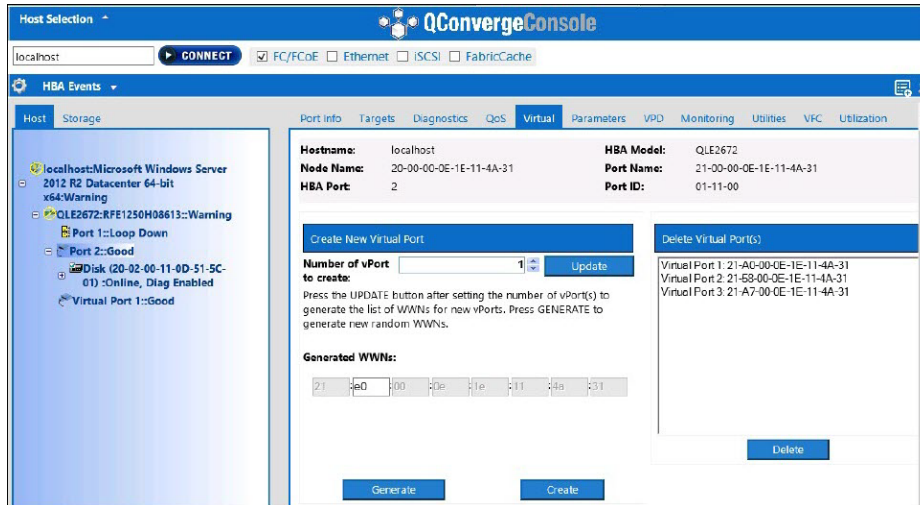 Host Selection
QConvergeConsole
localhost
CONNECT
FC/FCoE
Ethernet
iSCSI
FabricCache
HBA Events
Host
Storage
localhost:Microsoft Windows Server
2012 R2 Datacenter 64-bit
x64:Warning
QLE2672:RFE1250H08613::Warning
Port 1::Loop Down
Port 2::Good
Disk (20-02-00-11-0D-51-5C-
01) :Online, Diag Enabled
Virtual Port 1::Good
Port Info
Targets
Diagnostics
QoS
Virtual
Parameters
VPD
Monitoring
Utilities
VFC
Utilization
Hostname: localhost
HBA Model: QLE2672
Node Name: 20-00-00-0E-1E-11-4A-31
Port Name: 21-00-00-0E-1E-11-4A-31
HBA Port: 2
Port ID: 01-11-00
Create New Virtual Port
Number of vPort
to create:
1
Update
Press the UPDATE button after setting the number of vPort(s) to
generate the list of WWNs for new vPorts. Press GENERATE to
generate new random WWNs.
Generated WWNs:
21 :e0 :00 :0e :1e :11 :4a :31
Generate
Create
Delete Virtual Port(s)
Virtual Port 1: 21-A0-00-0E-1E-11-4A-31
Virtual Port 2: 21-68-00-0E-1E-11-4A-31
Virtual Port 3: 21-A7-00-0E-1E-11-4A-31
Delete